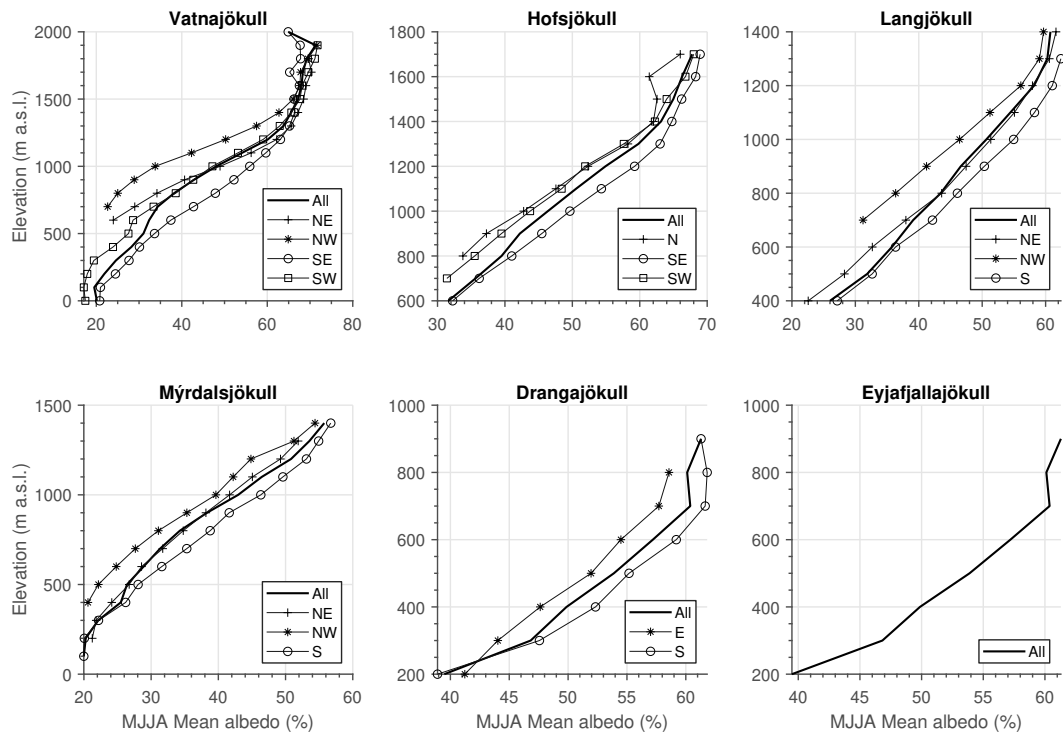 Vatnajökull
2000
1500
1000
500
0
20
40
60
80
Elevation (m a.s.l.)
All
NE
NW
SE
SW
Hofsjökull
1800
1600
1400
1200
1000
800
600
30
40
50
60
70
All
N
SE
SW
Langjökull
1400
1200
1000
800
600
400
20
30
40
50
60
All
NE
NW
S
Mýrdalsjökull
1500
1000
500
0
20
30
40
50
60
Elevation (m a.s.l.)
MJJA Mean albedo (%)
All
NE
NW
S
Drangajökull
1000
800
600
400
200
40
45
50
55
60
MJJA Mean albedo (%)
All
E
S
Eyjafjallajökull
1000
800
600
400
200
40
45
50
55
60
MJJA Mean albedo (%)
All